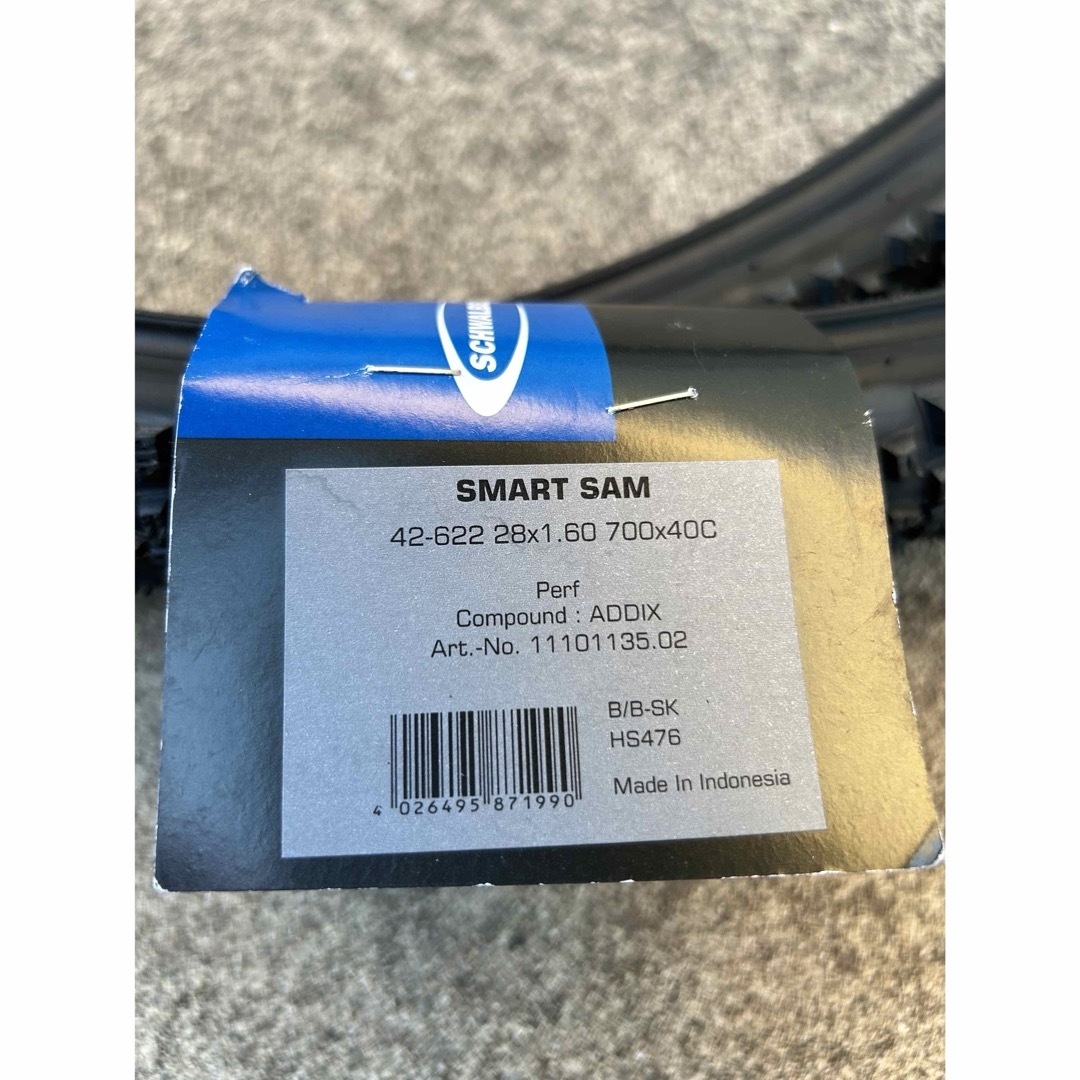 SCHWALBE
SMART SAM
42-622 28x1.60 700x40C
Perf
Compound : ADDIX
Art.-No. 11101135.02
B/B-SK
HS476
Made In Indonesia
4 026495 871990